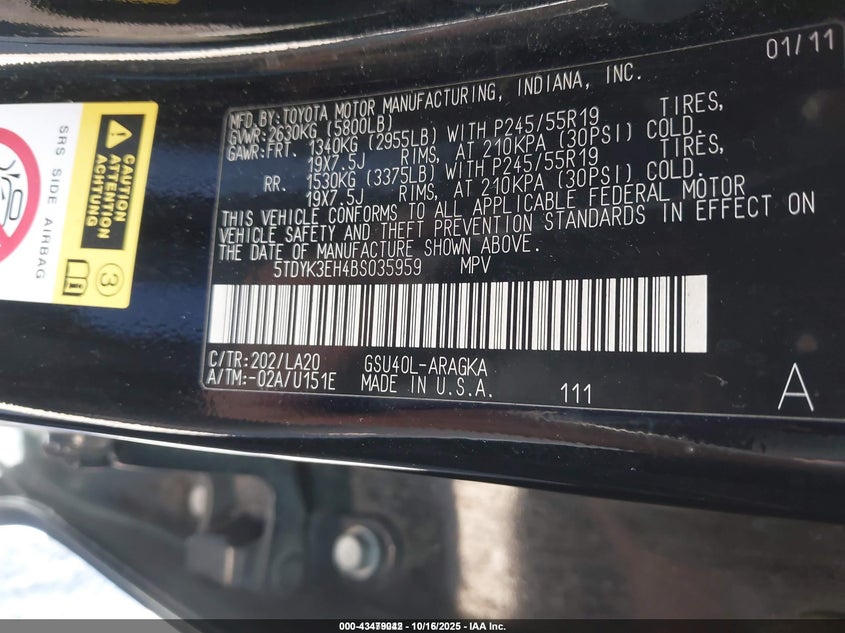 01/11
MFD.BY:TOYOTA MOTOR MANUFACTURING, INDIANA, INC.
GVWR:2630KG (5800LB)
GAWR:FRT. 1340KG (2955LB) WITH P245/55R19 TIRES,
19X7.5J RIMS, AT 210KPA (30PSI) COLD.
RR. 1530KG (3375LB) WITH P245/55R19 TIRES,
19X7.5J RIMS, AT 210KPA (30PSI) COLD.
THIS VEHICLE CONFORMS TO ALL APPLICABLE FEDERAL MOTOR
VEHICLE SAFETY AND THEFT PREVENTION STANDARDS IN EFFECT ON
THE DATE OF MANUFACTURE SHOWN ABOVE.
5TDYK3EH4BS035959 MPV
C/TR:202/LA20 GSU40L-ARAGKA
A/TM:-02A/U151E MADE IN U.S.A.
111
A
SRS SIDE AIRBAG
CAUTION
ATTENTION
ACHTUNG
3
10/16/2025 - IAA Inc.